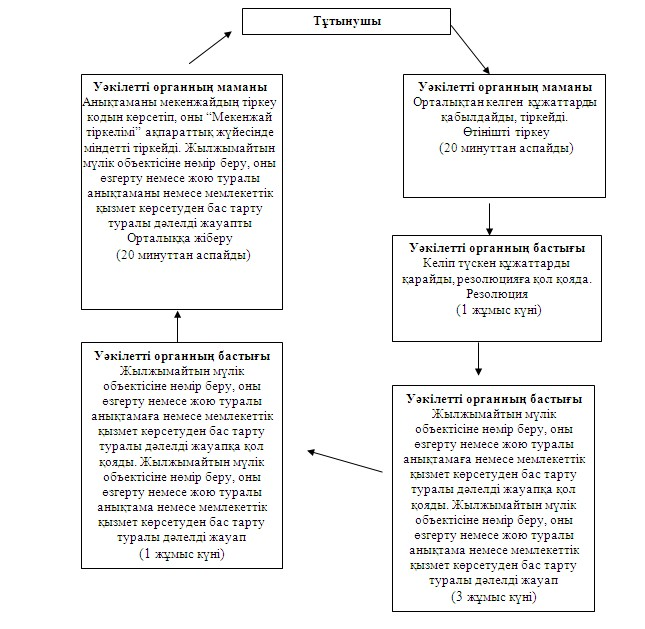 Тұтынушы
Уәкілетті органның маманы
Орталықтан келген құжаттарды
қабылдайды, тіркейді.
Өтінішті тіркеу
(20 минуттан аспайды)
Уәкілетті органның бастығы
Келіп түскен құжаттарды
қарайды, резолюцияға қол қояда.
Резолюция
(1 жұмыс күні)
Уәкілетті органның бастығы
Жылжымайтын мүлік
объектісіне нөмір беру, оны
өзгерту немесе жою туралы
анықтамаға немесе мемлекеттік
қызмет көрсетуден бас тарту
туралы дәлелді жауапқа қол
қояды. Жылжымайтын мүлік
объектісіне нөмір беру, оны
өзгерту немесе жою туралы
анықтама немесе мемлекеттік
қызмет көрсетуден бас тарту
туралы дәлелді жауап
(3 жұмыс күні)
Уәкілетті органның бастығы
Жылжымайтын мүлік
объектісіне нөмір беру, оны
өзгерту немесе жою туралы
анықтамаға немесе мемлекеттік
қызмет көрсетуден бас тарту
туралы дәлелді жауапқа қол
қояды. Жылжымайтын мүлік
объектісіне нөмір беру, оны
өзгерту немесе жою туралы
анықтама немесе мемлекеттік
қызмет көрсетуден бас тарту
туралы дәлелді жауап
(1 жұмыс күні)
Уәкілетті органның маманы
Анықтаманы мекенжайдың тіркеу
кодын көрсетіп, оны “Мекенжай
тіркелімі” ақпараттық жүйесінде
міндетті тіркейді. Жылжымайтын
мүлік объектісіне нөмір беру, оны
өзгерту немесе жою туралы
анықтаманы немесе мемлекеттік
қызмет көрсетуден бас тарту
туралы дәлелді жауапты
Орталыққа жіберу
(20 минуттан аспайды)